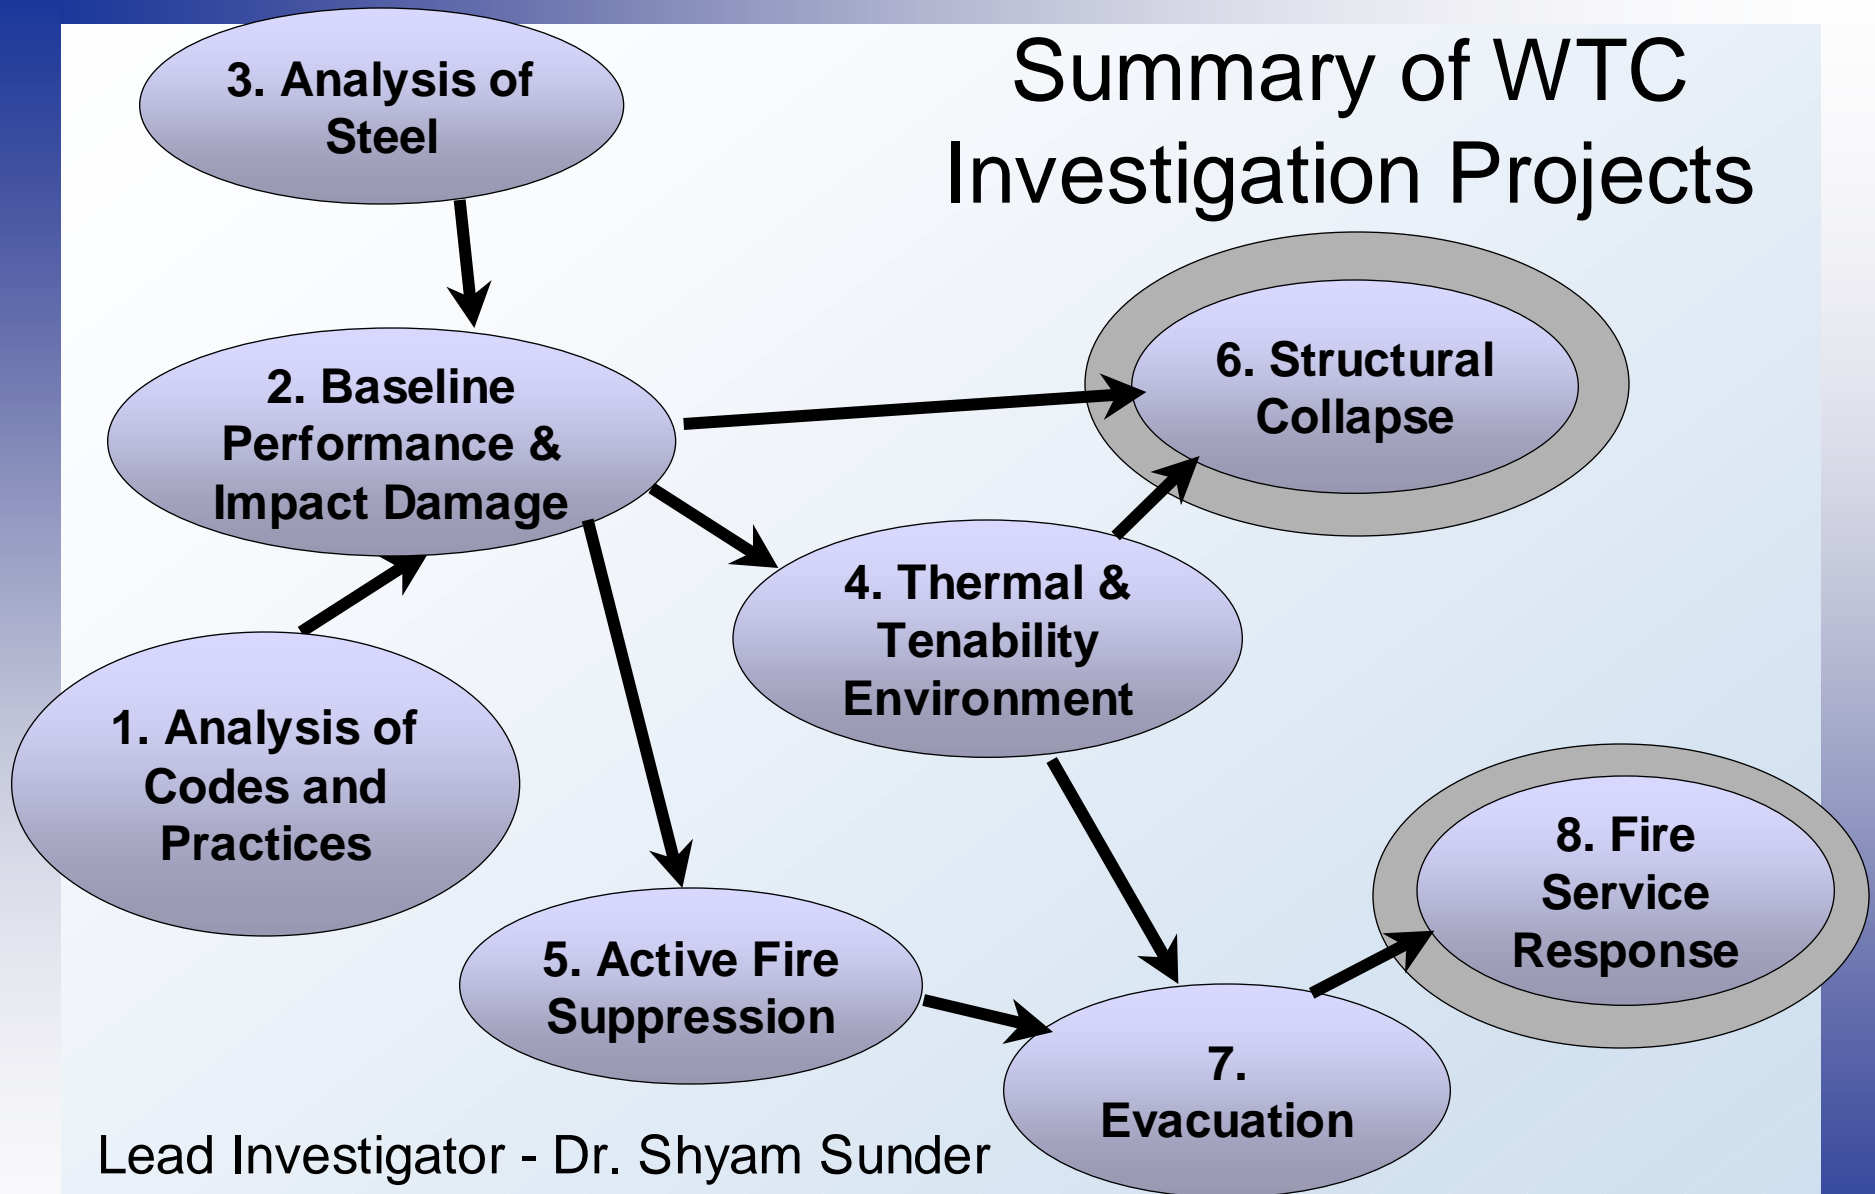 Summary of WTC
Investigation Projects
3. Analysis of
Steel
2. Baseline
Performance &
Impact Damage
6. Structural
Collapse
4. Thermal &
Tenability
Environment
1. Analysis of
Codes and
Practices
5. Active Fire
Suppression
8. Fire
Service
Response
7.
Evacuation
Lead Investigator - Dr. Shyam Sunder